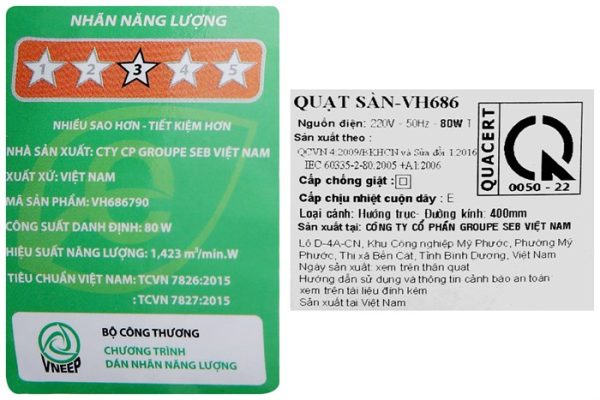 NHÃN NĂNG LƯỢNG
1 2 3 4 5
NHIỀU SAO HƠN - TIẾT KIỆM HƠN
NHÀ SẢN XUẤT: CTY CP GROUPE SEB VIỆT NAM
XUẤT XỨ: VIỆT NAM
MÃ SẢN PHẨM: VH686790
CÔNG SUẤT DANH ĐỊNH: 80 W
HIỆU SUẤT NĂNG LƯỢNG: 1,423 m³/min.W
TIÊU CHUẨN VIỆT NAM: TCVN 7826:2015
: TCVN 7827:2015
VNEEP
BỘ CÔNG THƯƠNG
CHƯƠNG TRÌNH
DÁN NHÃN NĂNG LƯỢNG
QUẠT SÀN-VH686
Nguồn điện: 220V - 50Hz - 80W T
Sản xuất theo :
QCVN 4:2009/BKHCN và Sửa đổi 1:2016
IEC 60335-2-80:2005 +A1:2006
Cấp chống giật:
Cấp chịu nhiệt cuộn dây : E
QUACERT
0050 - 22
Loại cánh: Hướng trục- Đường kính: 400mm
Sản xuất tại: CÔNG TY CỔ PHẦN GROUPE SEB VIỆT NAM
Lô D-4A-CN, Khu Công nghiệp Mỹ Phước, Phường Mỹ
Phước, Thị xã Bến Cát, Tỉnh Bình Dương, Việt Nam
Ngày sản xuất: xem trên thân quạt
Hướng dẫn sử dụng và thông tin cảnh báo an toàn:
xem trên tài liệu đính kèm
Sản xuất tại Việt Nam